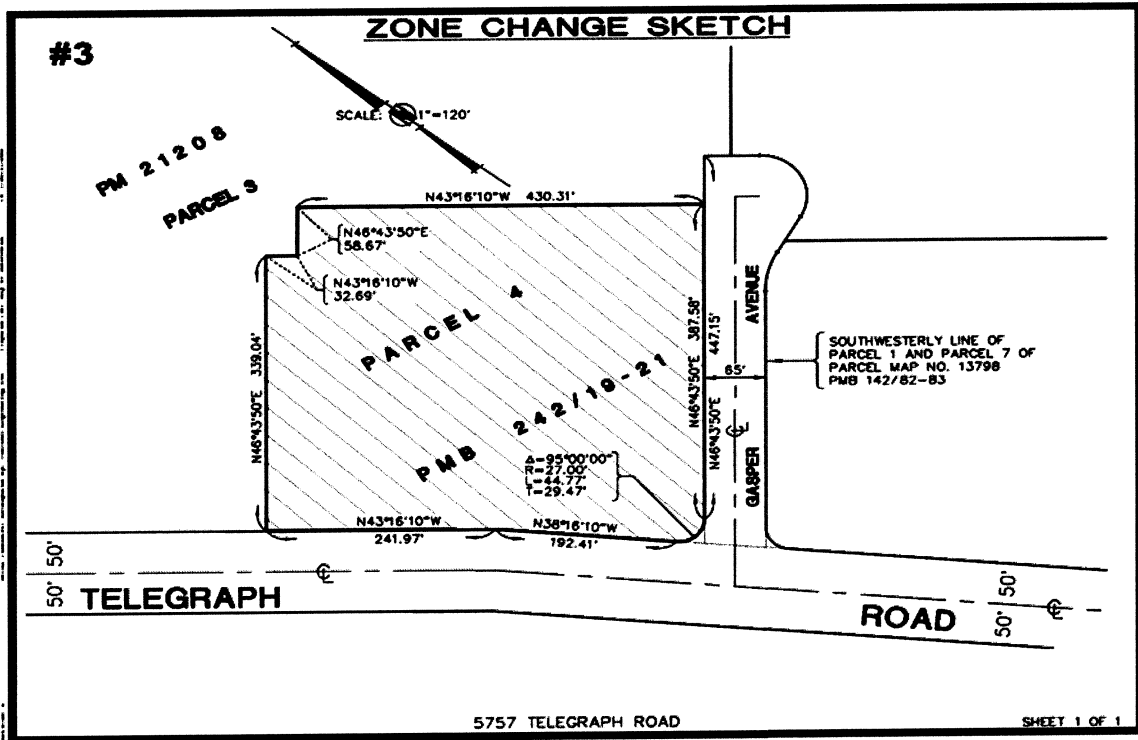 ZONE CHANGE SKETCH
#3
SCALE: 1"=120'
PM 21208
PARCEL 3
N43°16'10"W 430.31'
N46°43'50"E
58.67'
N43°16'10"W
32.69'
PARCEL 4
PMB 242/19-21
N46°43'50"E 339.04'
N46°43'50"E 387.58'
N46°43'50"E 447.15'
65'
GASPER AVENUE
SOUTHWESTERLY LINE OF
PARCEL 1 AND PARCEL 7 OF
PARCEL MAP NO. 13798
PMB 142/82-83
Δ=95°00'00"
R=27.00'
L=44.77'
T=29.47'
N43°16'10"W
241.97'
N38°16'10"W
192.41'
50'
50'
TELEGRAPH ROAD
50'
50'
5757 TELEGRAPH ROAD
SHEET 1 OF 1